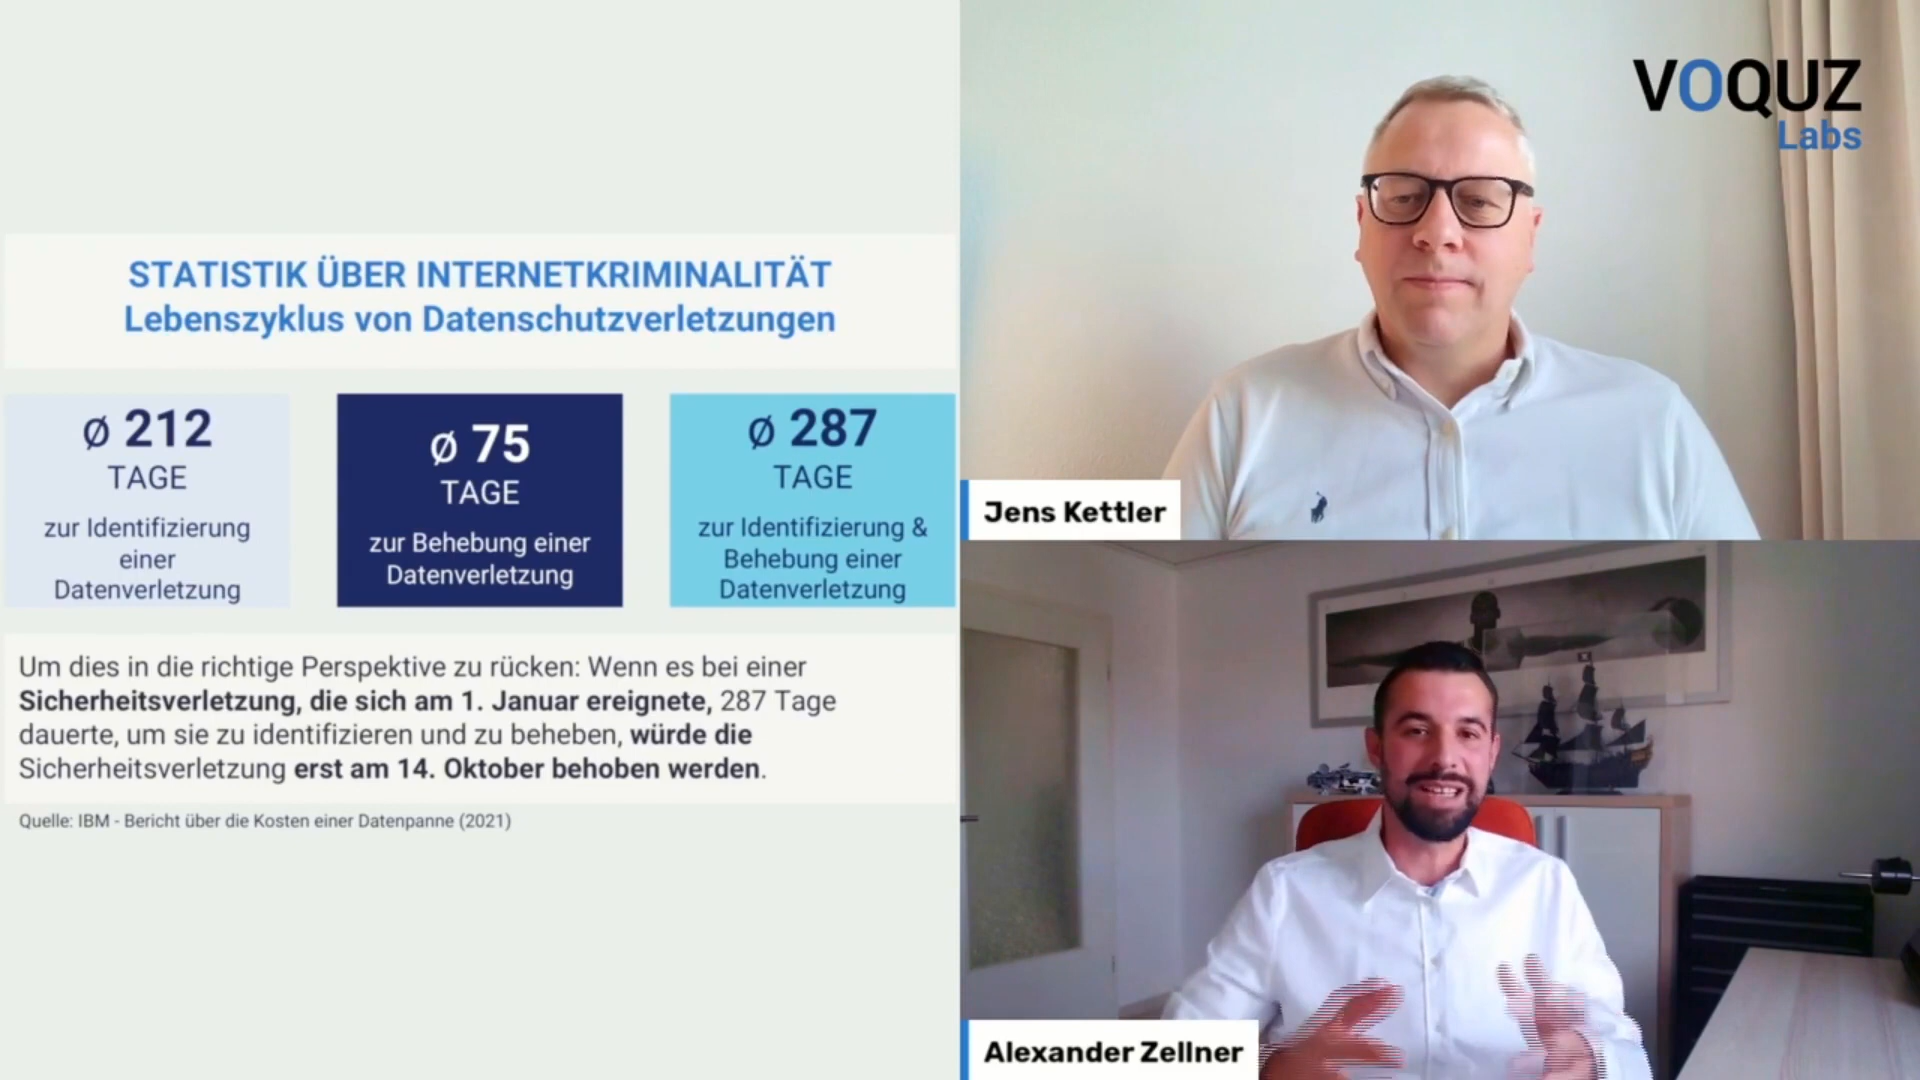 STATISTIK ÜBER INTERNETKRIMINALITÄT
Lebenszyklus von Datenschutzverletzungen
Ø 212
TAGE
zur Identifizierung
einer
Datenverletzung
Ø 75
TAGE
zur Behebung einer
Datenverletzung
Ø 287
TAGE
zur Identifizierung &
Behebung einer
Datenverletzung
Um dies in die richtige Perspektive zu rücken: Wenn es bei einer
Sicherheitsverletzung, die sich am 1. Januar ereignete, 287 Tage
dauerte, um sie zu identifizieren und zu beheben, würde die
Sicherheitsverletzung erst am 14. Oktober behoben werden.
Quelle: IBM - Bericht über die Kosten einer Datenpanne (2021)
VOQUZ
Labs
Jens Kettler
Alexander Zellner